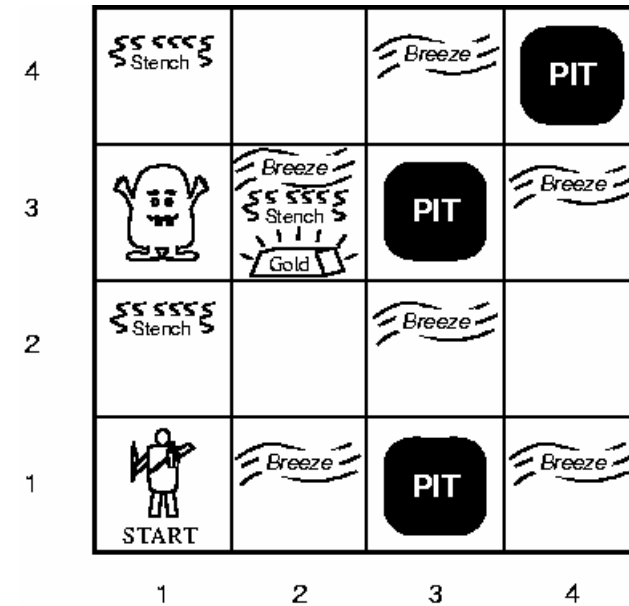 4
Stench
Breeze
PIT
3
Breeze
Stench
Gold
PIT
Breeze
2
Stench
Breeze
1
START
Breeze
PIT
Breeze
1 2 3 4